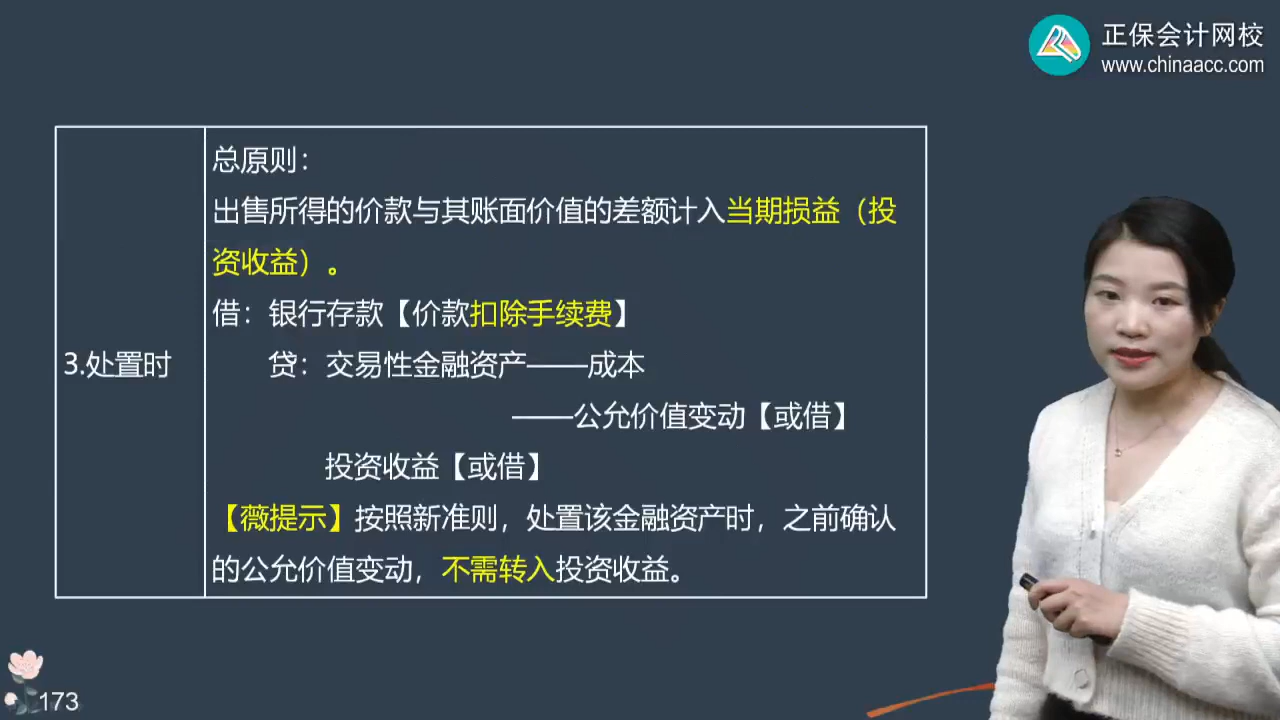 正保会计网校
www.chinaacc.com
总原则：
出售所得的价款与其账面价值的差额计入当期损益（投
资收益）。
借：银行存款【价款扣除手续费】
3.处置时
贷：交易性金融资产——成本
——公允价值变动【或借】
投资收益【或借】
【薇提示】按照新准则，处置该金融资产时，之前确认
的公允价值变动，不需转入投资收益。
173